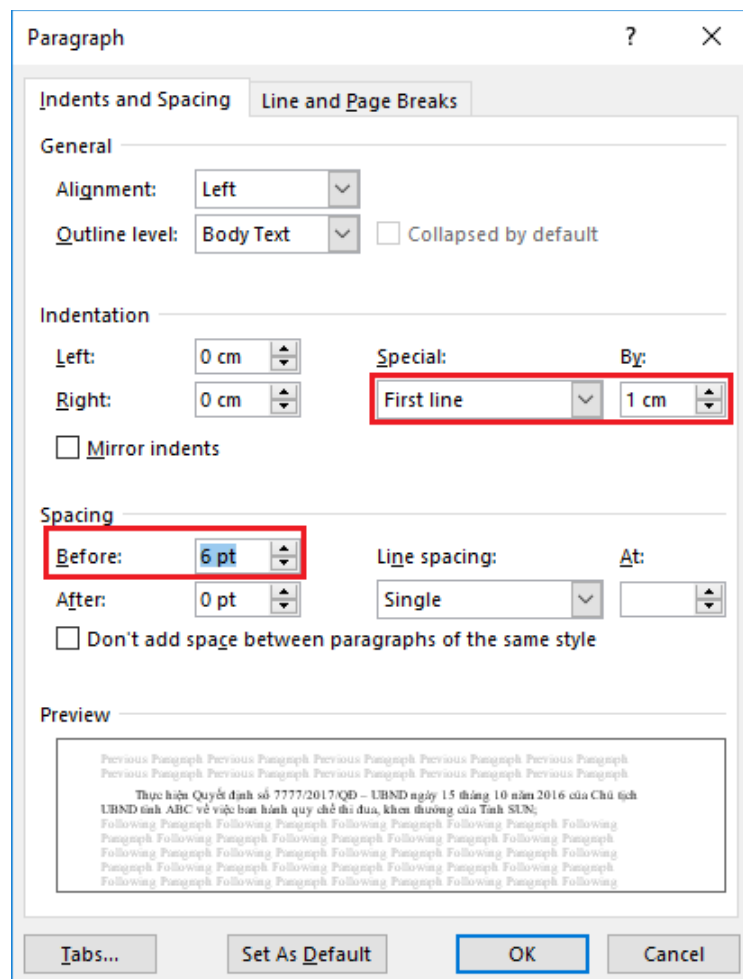 Paragraph ? ×
Indents and Spacing Line and Page Breaks
General
Alignment: Left
Outline level: Body Text Collapsed by default
Indentation
Left: 0 cm Special: By:
Right: 0 cm First line 1 cm
Mirror indents
Spacing
Before: 6 pt Line spacing: At:
After: 0 pt Single
Don't add space between paragraphs of the same style
Preview
Previous Paragraph Previous Paragraph Previous Paragraph Previous Paragraph Previous Paragraph
Previous Paragraph Previous Paragraph Previous Paragraph Previous Paragraph Previous Paragraph
Thực hiện Quyết định số 7777/2017/QĐ – UBND ngày 15 tháng 10 năm 2016 của Chủ tịch
UBND tỉnh ABC về việc ban hành quy chế thi đua, khen thưởng của Tỉnh SUN;
Following Paragraph Following Paragraph Following Paragraph Following Paragraph Following
Paragraph Following Paragraph Following Paragraph Following Paragraph Following
Following Paragraph Following Paragraph Following Paragraph Following Paragraph Following
Paragraph Following Paragraph Following Paragraph Following Paragraph Following
Following Paragraph Following Paragraph Following Paragraph Following Paragraph Following
Tabs... Set As Default OK Cancel